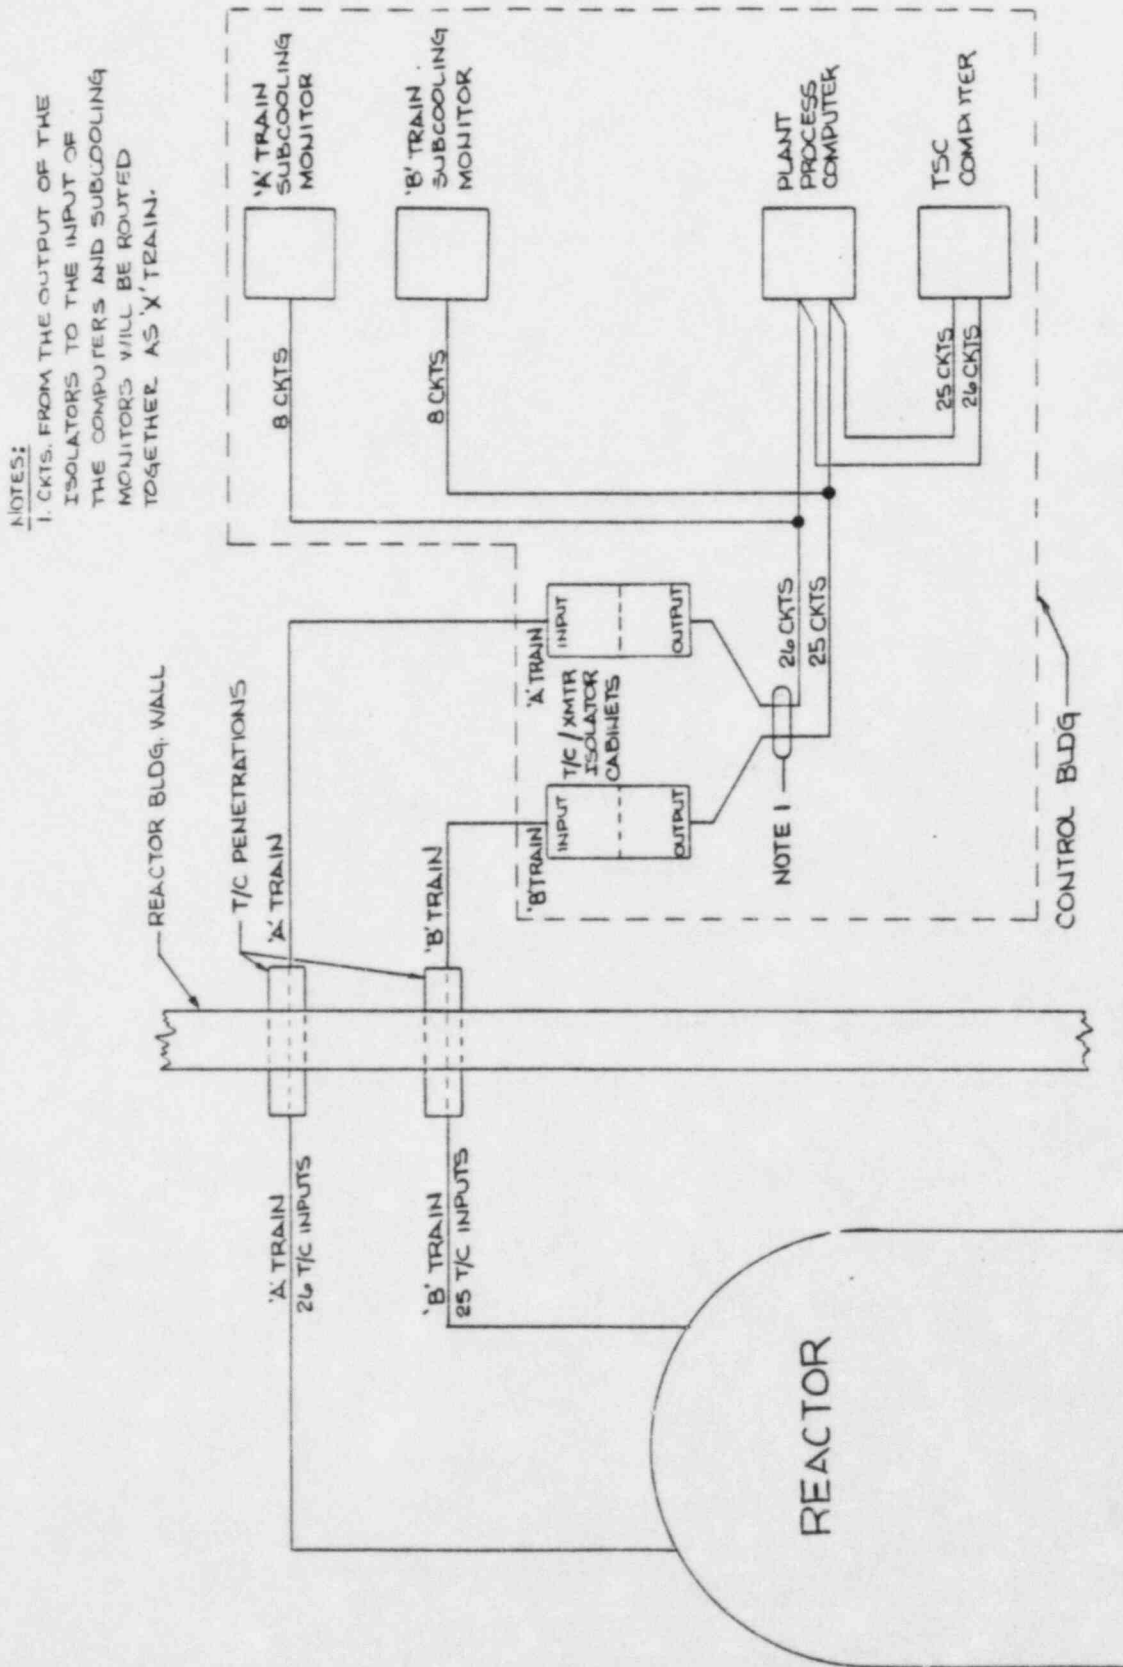 NOTES:
1. CKTS. FROM THE OUTPUT OF THE
ISOLATORS TO THE INPUT OF
THE COMPUTERS AND SUBCOOLING
MONITORS WILL BE ROUTED
TOGETHER AS 'X' TRAIN.
REACTOR BLDG. WALL
T/C PENETRATIONS
'A' TRAIN
26 T/C INPUTS
'A' TRAIN
'B' TRAIN
25 T/C INPUTS
'B' TRAIN
'A' TRAIN
INPUT
OUTPUT
T/C / XMTR
ISOLATOR
CABINETS
'B' TRAIN
INPUT
OUTPUT
NOTE 1
26 CKTS
25 CKTS
8 CKTS
'A' TRAIN
SUBCOOLING
MONITOR
8 CKTS
'B' TRAIN
SUBCOOLING
MONITOR
PLANT
PROCESS
COMPUTER
25 CKTS
26 CKTS
TSC
COMPUTER
CONTROL BLDG
REACTOR